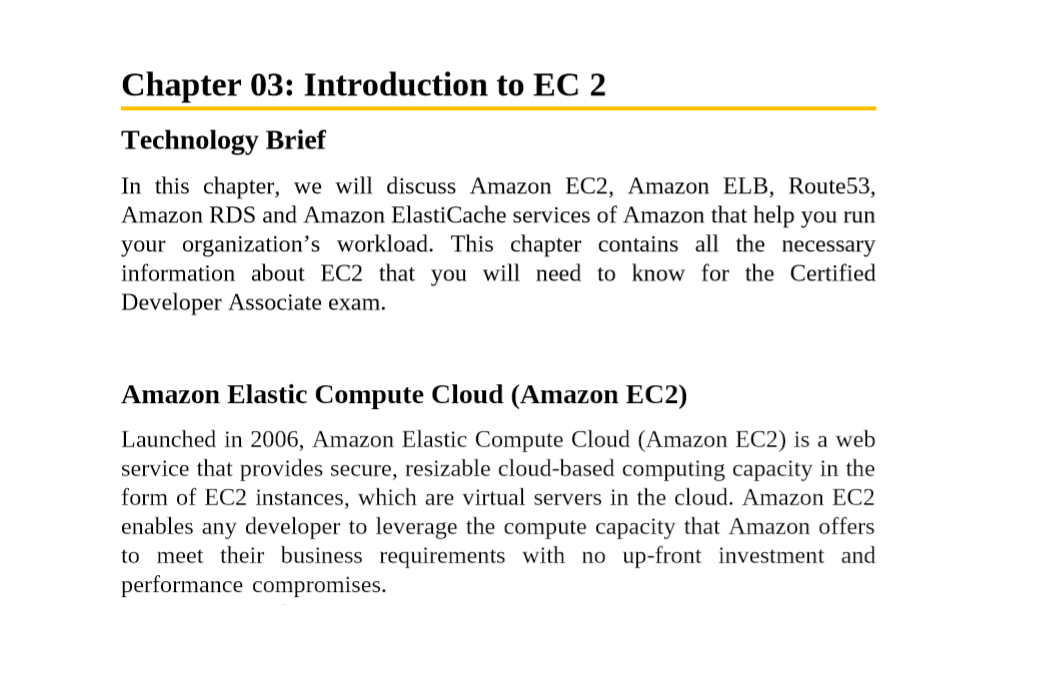 Chapter 03: Introduction to EC 2
Technology Brief
In this chapter, we will discuss Amazon EC2, Amazon ELB, Route53,
Amazon RDS and Amazon ElastiCache services of Amazon that help you run
your organization’s workload. This chapter contains all the necessary
information about EC2 that you will need to know for the Certified
Developer Associate exam.
Amazon Elastic Compute Cloud (Amazon EC2)
Launched in 2006, Amazon Elastic Compute Cloud (Amazon EC2) is a web
service that provides secure, resizable cloud-based computing capacity in the
form of EC2 instances, which are virtual servers in the cloud. Amazon EC2
enables any developer to leverage the compute capacity that Amazon offers
to meet their business requirements with no up-front investment and
performance compromises.